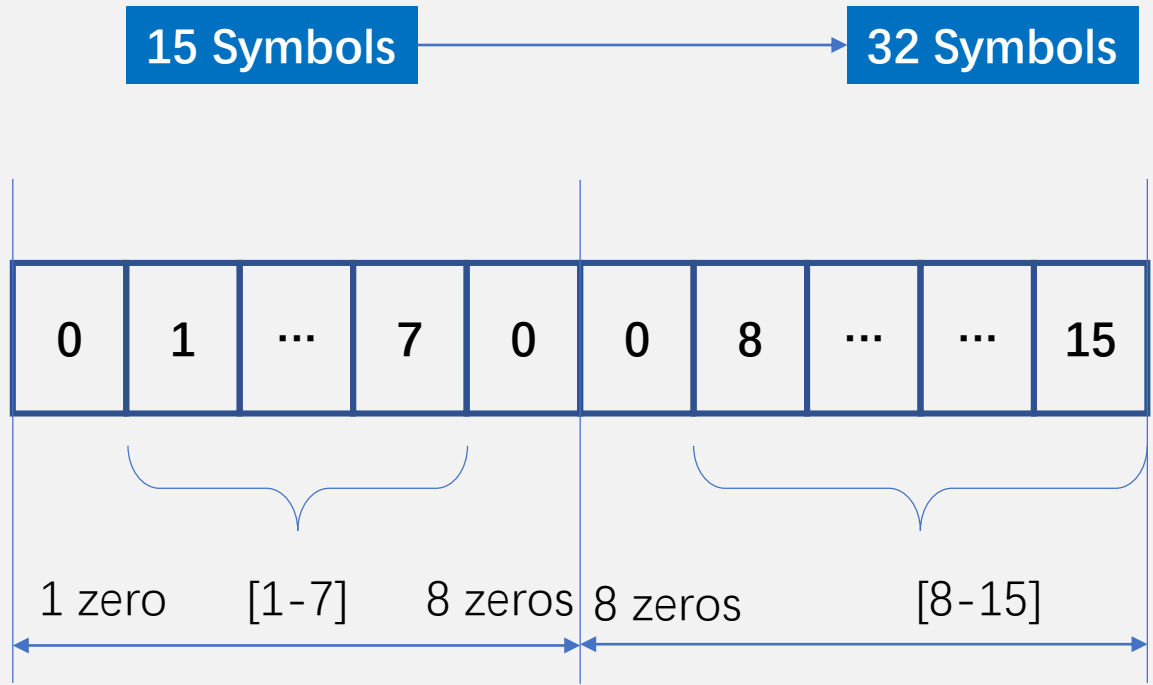 15 Symbols 32 Symbols
0 1 ... 7 0 0 8 ... ... 15
1 zero [1-7] 8 zeros 8 zeros [8-15]